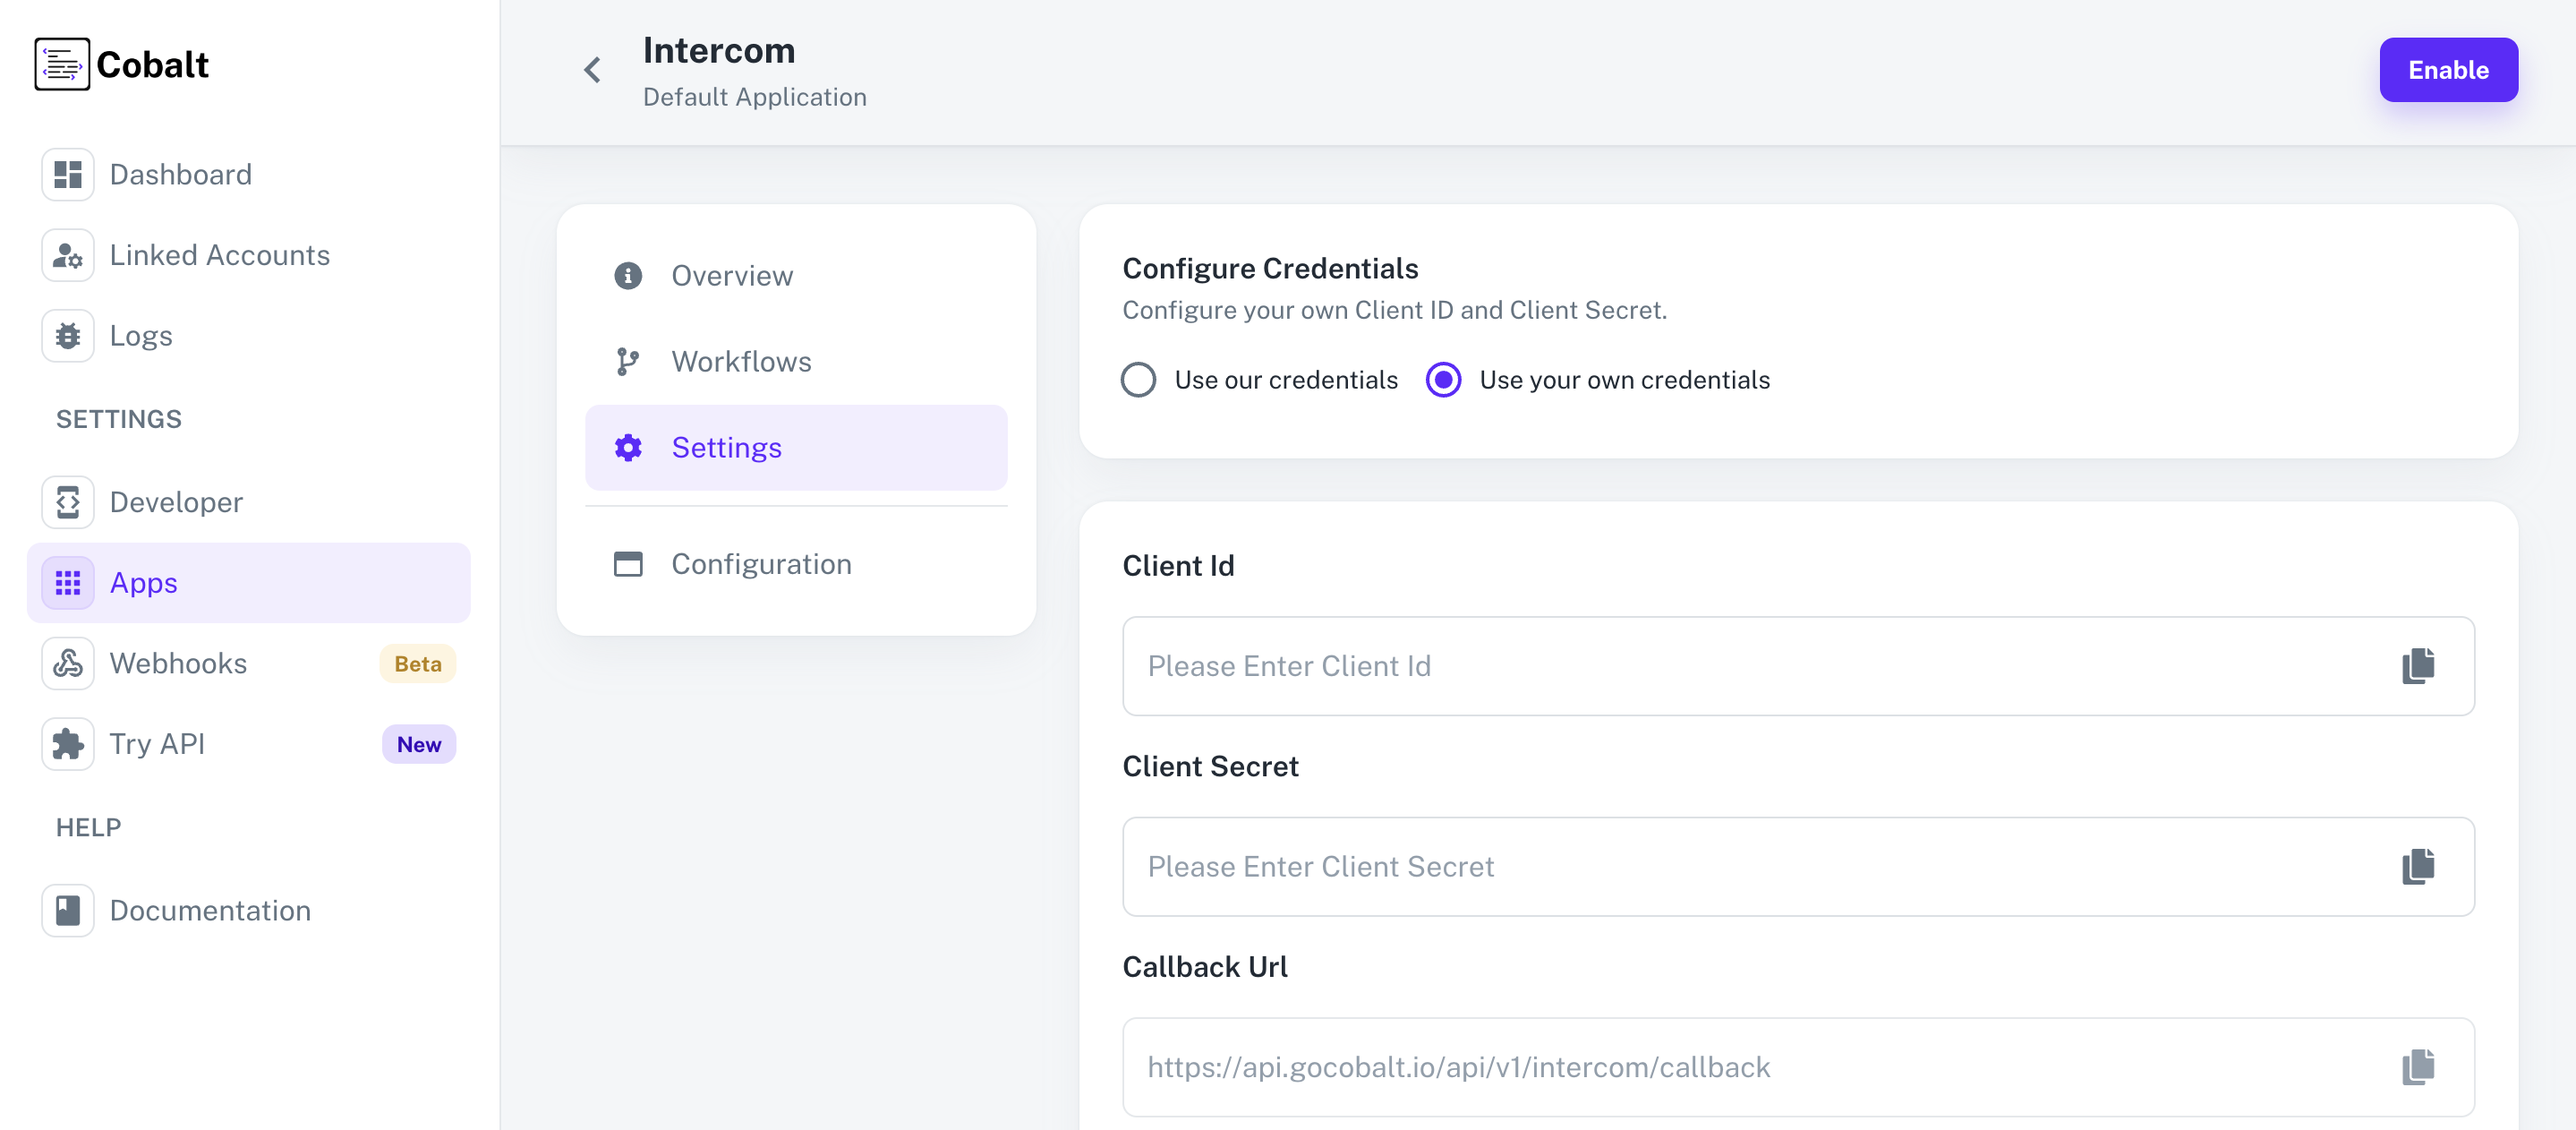 Cobalt
Dashboard
Linked Accounts
Logs
SETTINGS
Developer
Apps
Webhooks Beta
Try API New
HELP
Documentation
Intercom
Default Application
Enable
Overview
Workflows
Settings
Configuration
Configure Credentials
Configure your own Client ID and Client Secret.
Use our credentials Use your own credentials
Client Id
Please Enter Client Id
Client Secret
Please Enter Client Secret
Callback Url
https://api.gocobalt.io/api/v1/intercom/callback